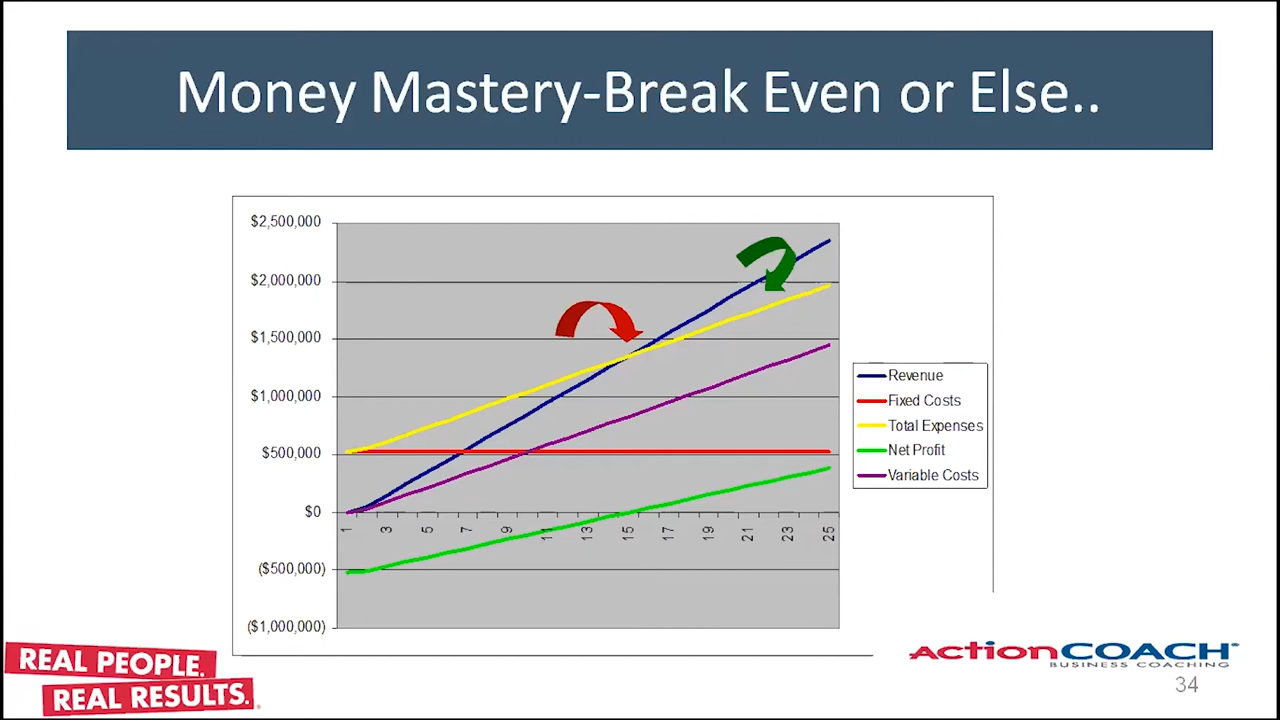 Money Mastery-Break Even or Else..
$2,500,000
$2,000,000
$1,500,000
$1,000,000
$500,000
$0
($500,000)
($1,000,000)
1 3 5 7 9 11 13 15 17 19 21 23 25
Revenue
Fixed Costs
Total Expenses
Net Profit
Variable Costs
REAL PEOPLE.
REAL RESULTS.
ActionCOACH
BUSINESS COACHING
34